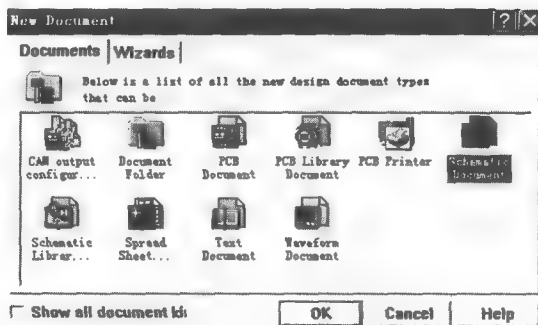 New Document
Documents Wizards
Below is a list of all the new design document types
that can be
CAM output configur...
Document Folder
PCB Document
PCB Library Document
PCB Printer
Schematic Document
Schematic Librar...
Spread Sheet...
Text Document
Waveform Document
Show all document
OK Cancel Help